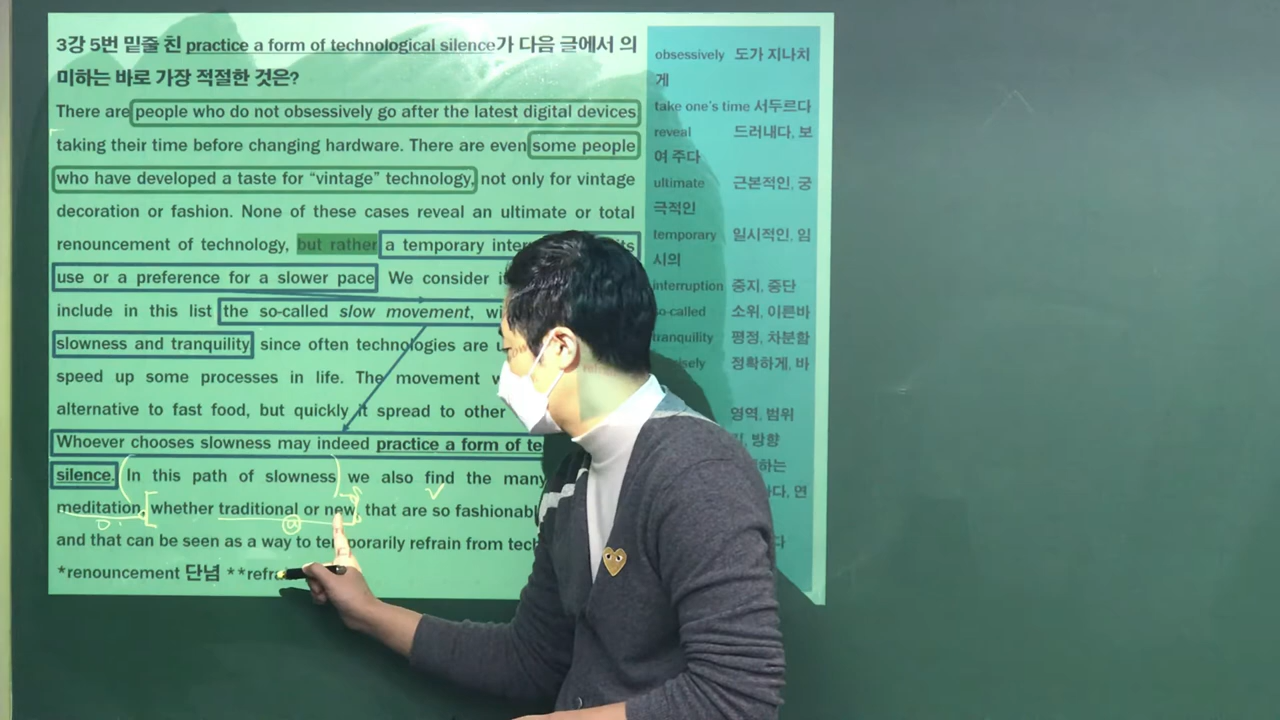 3강 5번 밑줄 친 practice a form of technological silence가 다음 글에서 의
미하는 바로 가장 적절한 것은?
There are people who do not obsessively go after the latest digital devices
taking their time before changing hardware. There are even some people
who have developed a taste for “vintage” technology, not only for vintage
decoration or fashion. None of these cases reveal an ultimate or total
renouncement of technology, but rather a temporary its
use or a preference for a slower pace We consider
include in this list the so-called slow movement,
slowness and tranquility since often technologies are
speed up some processes in life. The movement
alternative to fast food, but quickly it spread to other
Whoever chooses slowness may indeed practice a form of
silence. In this path of slowness we also find the many
meditation, whether traditional or new, that are so
and that can be seen as a way to temporarily refrain from
*renouncement 단념
obsessively 도가 지나치
게
take one's time 서두르다
reveal 드러내다, 보
여 주다
ultimate 근본적인, 궁
극적인
temporary 일시적인, 임
시의
interruption 중지, 중단
so-called 소위, 이른바
tranquility 평정, 차분함
정확하게, 바
영역, 범위
방향